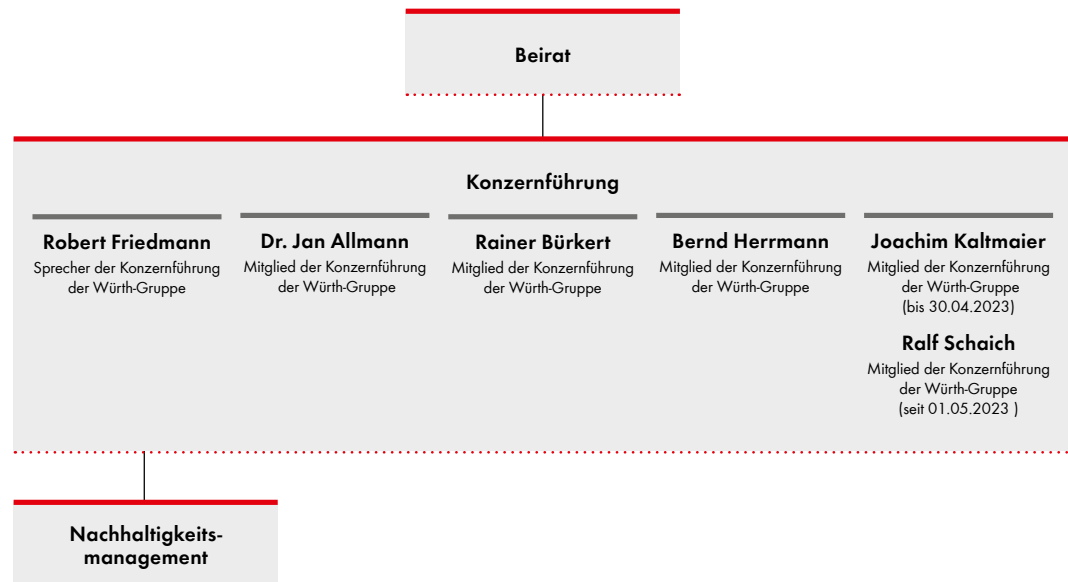 Beirat
Konzernführung
Robert Friedmann
Sprecher der Konzernführung
der Würth-Gruppe
Dr. Jan Allmann
Mitglied der Konzernführung
der Würth-Gruppe
Rainer Bürkert
Mitglied der Konzernführung
der Würth-Gruppe
Bernd Herrmann
Mitglied der Konzernführung
der Würth-Gruppe
Joachim Kaltmaier
Mitglied der Konzernführung
der Würth-Gruppe
(bis 30.04.2023)
Ralf Schaich
Mitglied der Konzernführung
der Würth-Gruppe
(seit 01.05.2023 )
Nachhaltigkeits-
management